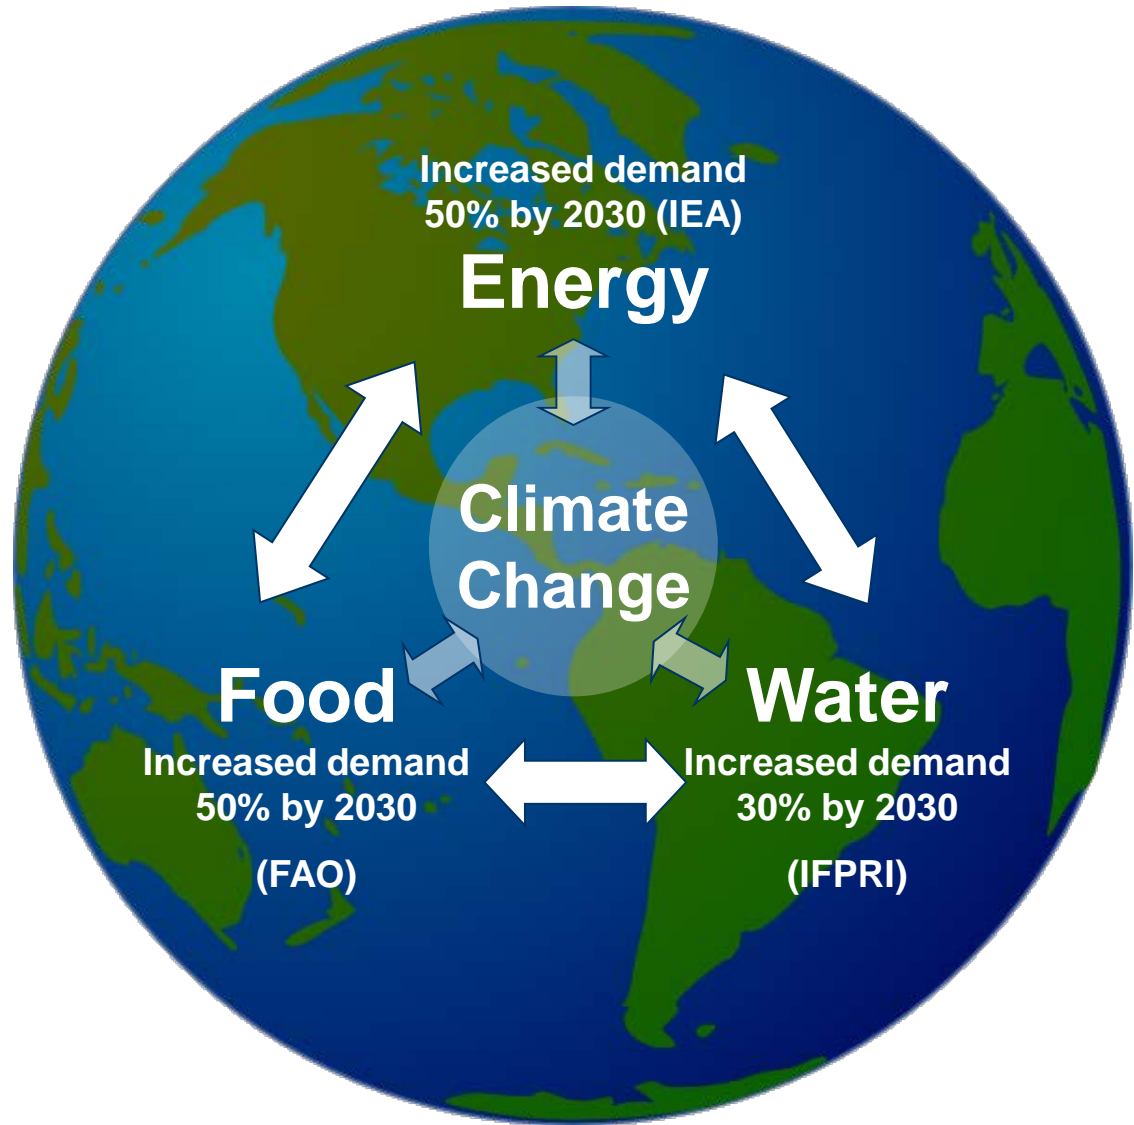 Increased demand
50% by 2030 (IEA)
Energy
Climate
Change
Food
Increased demand
50% by 2030
(FAO)
Water
Increased demand
30% by 2030
(IFPRI)